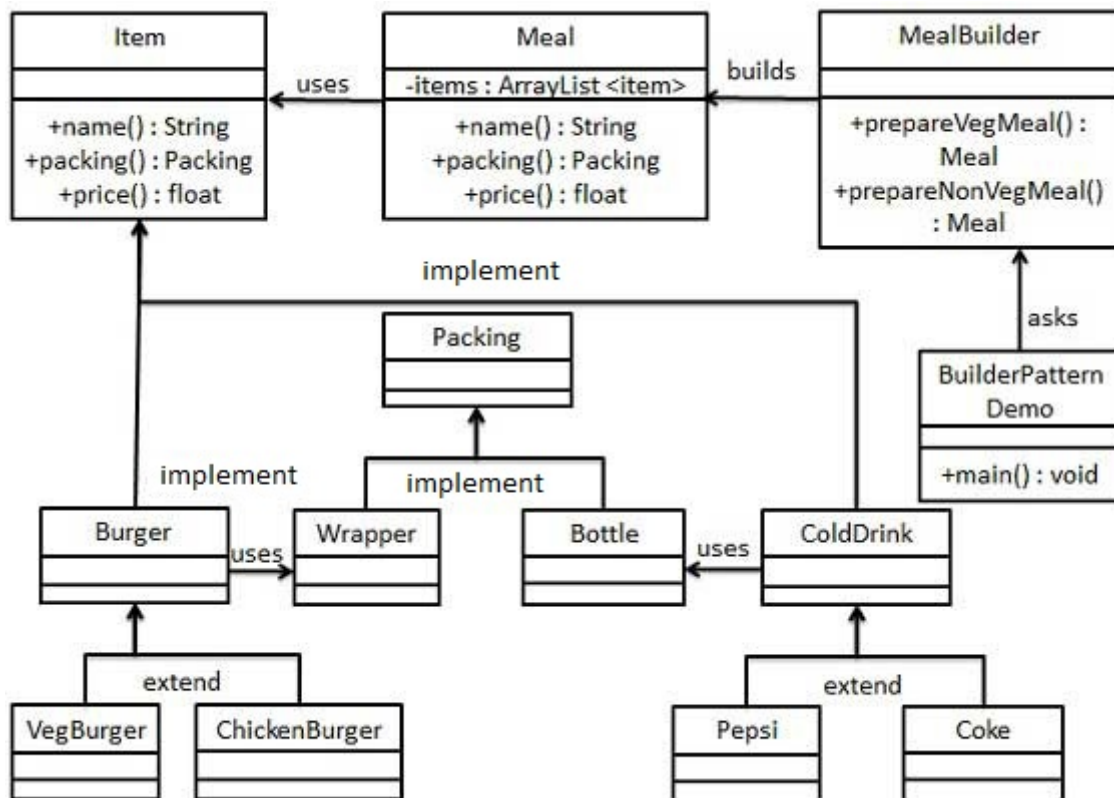 Item
+name() : String
+packing() : Packing
+price() : float
uses
Meal
-items : ArrayList <item>
+name() : String
+packing() : Packing
+price() : float
builds
MealBuilder
+prepareVegMeal() :
Meal
+prepareNonVegMeal()
: Meal
implement
asks
Packing
BuilderPattern
Demo
+main() : void
implement
implement
Burger
uses
Wrapper
Bottle
uses
ColdDrink
extend
extend
VegBurger
ChickenBurger
Pepsi
Coke